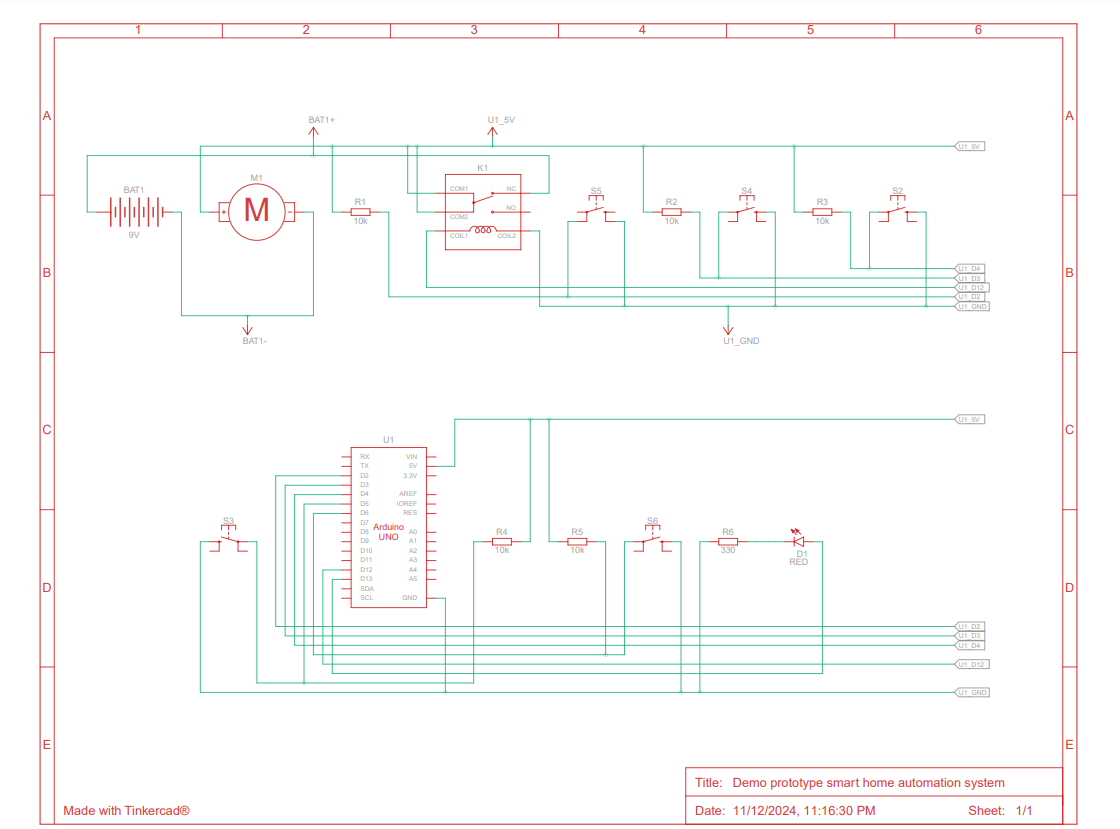 1 2 3 4 5 6
A A
BAT1+ U1_5V
U1_5V
K1
M1
BAT1 COM1 NC S5 S4 S2
+ M - R1 NO R2 R3
10k COM2 10k 10k
9V COIL1 COIL2
B B
U1_D4
U1_D3
U1_D12
U1_D2
U1_GND
BAT1- U1_GND
U1_5V
C C
U1
RX VIN
TX 5V
D2 3.3V
D3
D4 AREF
D5 IOREF
D6 RES
D7
Arduino
UNO
D8 A0
D9 A1
D10 A2
D11 A3
D12 A4
D13 A5
SDA
SCL GND
S3 R4 R5 S6 R6
10k 10k 330 D1
RED
D D
U1_D2
U1_D3
U1_D4
U1_D12
U1_GND
E E
Title: Demo prototype smart home automation system
Made with Tinkercad® Date: 11/12/2024, 11:16:30 PM Sheet: 1/1